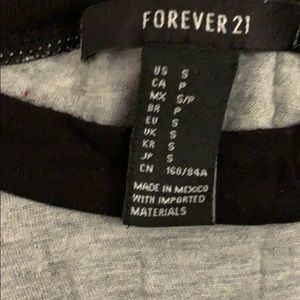 FOREVER 21
US S
CA P
MX S/P
BR P
EU S
UK S
KR S
JP S
CN 160/84A
MADE IN MEXICO
WITH IMPORTED
MATERIALS